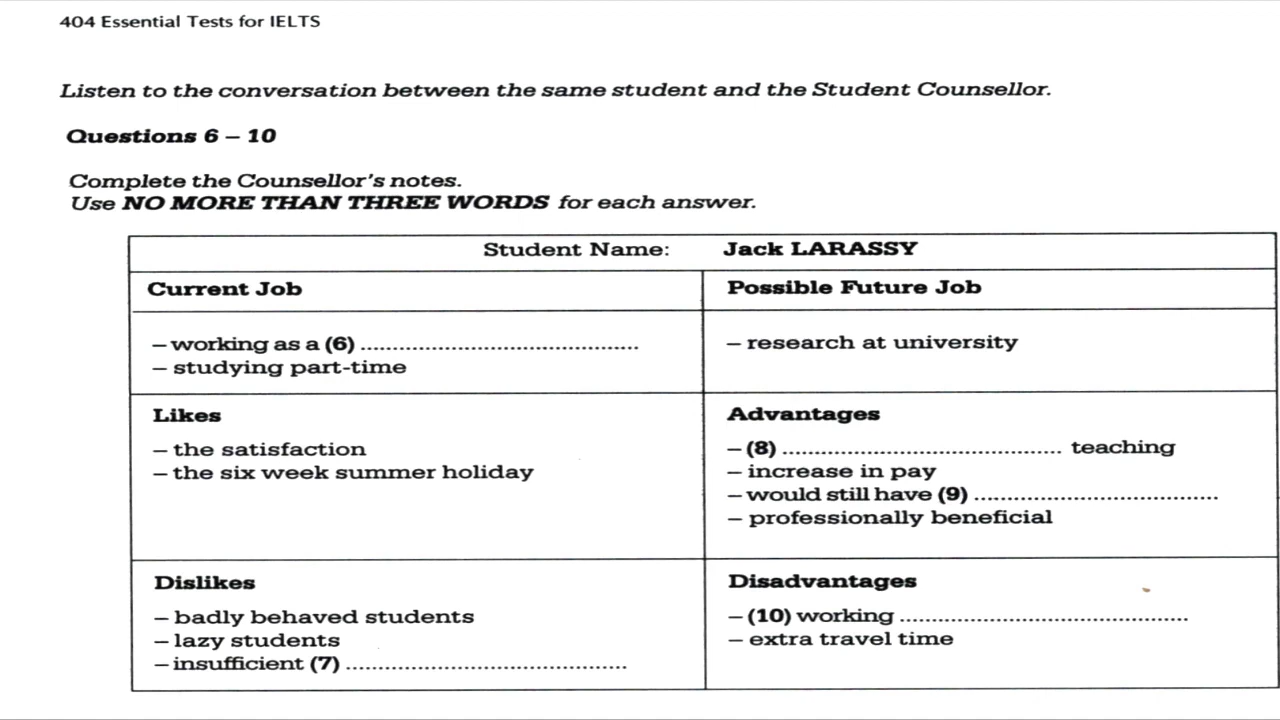 404 Essential Tests for IELTS
Listen to the conversation between the same student and the Student Counsellor.
Questions 6 – 10
Complete the Counsellor's notes.
Use NO MORE THAN THREE WORDS for each answer.
Student Name: Jack LARASSY
Current Job
– working as a (6) ........................................
– studying part-time
Possible Future Job
– research at university
Likes
– the satisfaction
– the six week summer holiday
Advantages
– (8) ........................................ teaching
– increase in pay
– would still have (9) ...................................
– professionally beneficial
Dislikes
– badly behaved students
– lazy students
– insufficient (7) ........................................
Disadvantages
– (10) working .........................................
– extra travel time